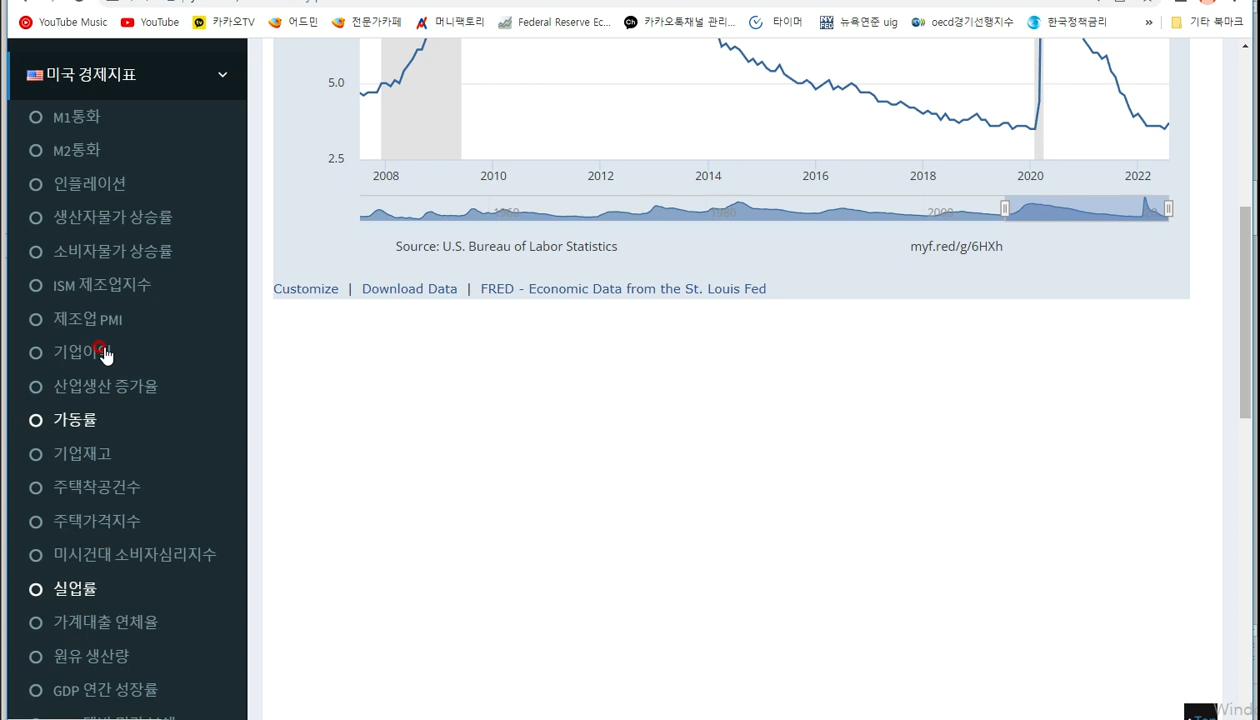 YouTube Music YouTube 카카오TV 어드민 전문가카페 머니팩토리 Federal Reserve Ec... 카카오톡채널 관리... 타이머 뉴욕연준 uig oecd경기선행지수 한국정책금리 » 기타 북마크
미국 경제지표
M1통화
M2통화
인플레이션
생산자물가 상승률
소비자물가 상승률
ISM 제조업지수
제조업 PMI
산업생산 증가율
가동률
기업재고
주택착공건수
주택가격지수
미시건대 소비자심리지수
실업률
가계대출 연체율
원유 생산량
GDP 연간 성장률
5.0
2.5
2008 2010 2012 2014 2016 2018 2020 2022
1960 1980 2000
Source: U.S. Bureau of Labor Statistics myf.red/g/6HXh
Customize | Download Data | FRED - Economic Data from the St. Louis Fed
Wind